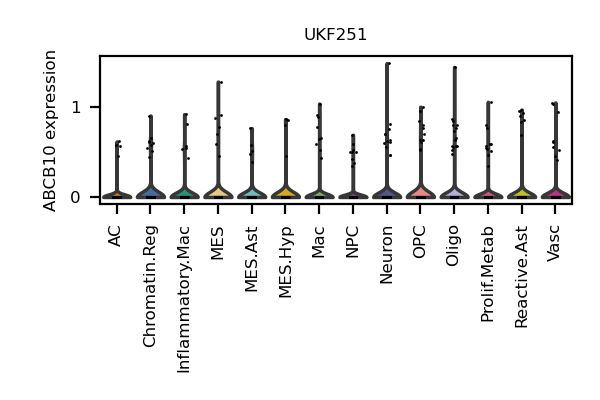 UKF251
ABCB10 expression
1
0
AC
Chromatin.Reg
Inflammatory.Mac
MES
MES.Ast
MES.Hyp
Mac
NPC
Neuron
OPC
Oligo
Prolif.Metab
Reactive.Ast
Vasc